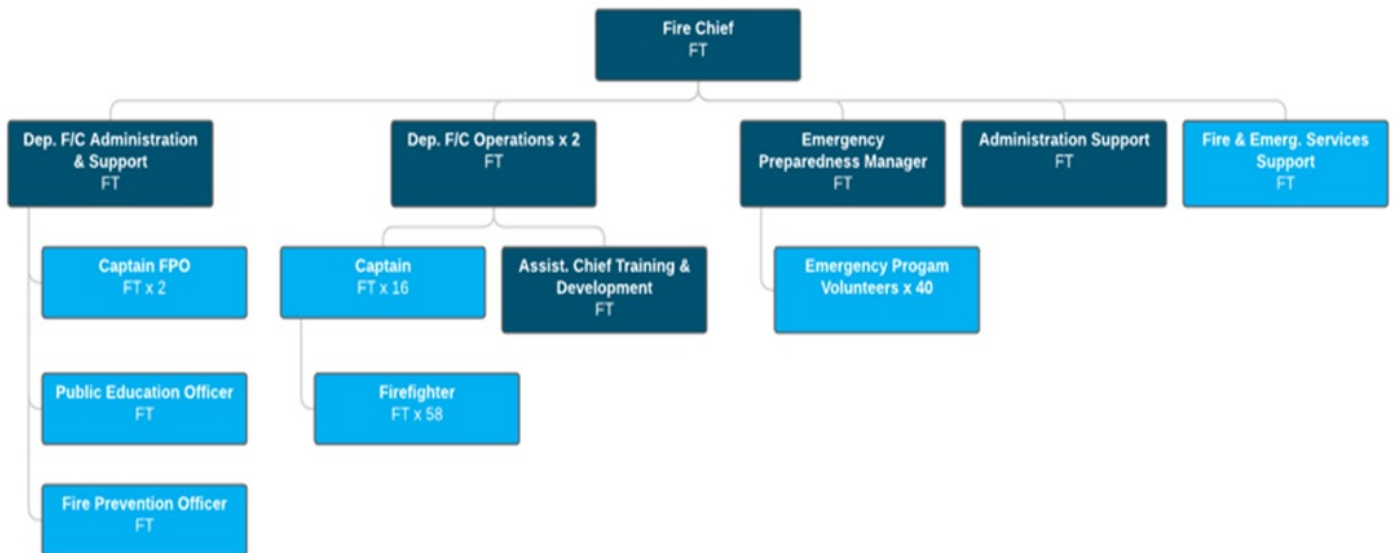 Fire Chief
FT
Dep. F/C Administration
& Support
FT
Dep. F/C Operations x 2
FT
Emergency
Preparedness Manager
FT
Administration Support
FT
Fire & Emerg. Services
Support
FT
Captain FPO
FT x 2
Captain
FT x 16
Assist. Chief Training &
Development
FT
Emergency Progam
Volunteers x 40
Public Education Officer
FT
Firefighter
FT x 58
Fire Prevention Officer
FT